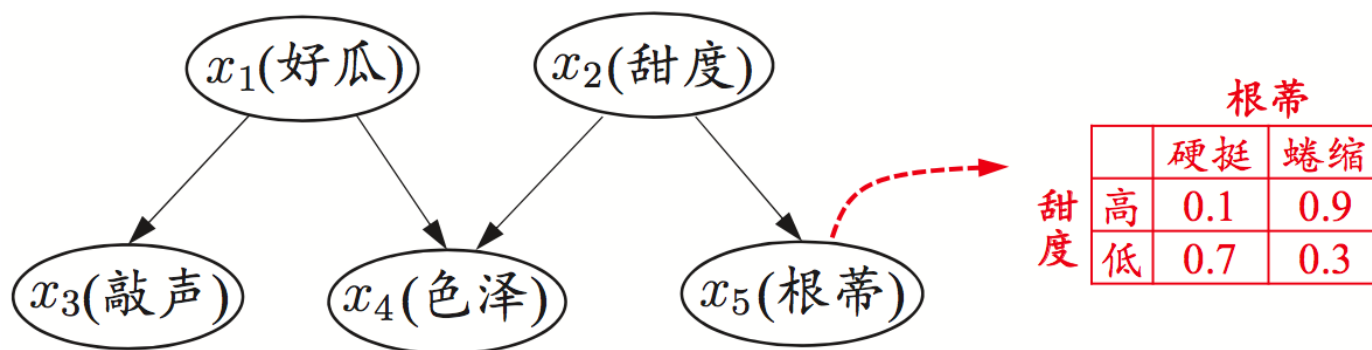 x₁(好瓜) x₂(甜度)
x₃(敲声) x₄(色泽) x₅(根蒂)
根蒂
硬挺 蜷缩
甜度
高 0.1 0.9
低 0.7 0.3